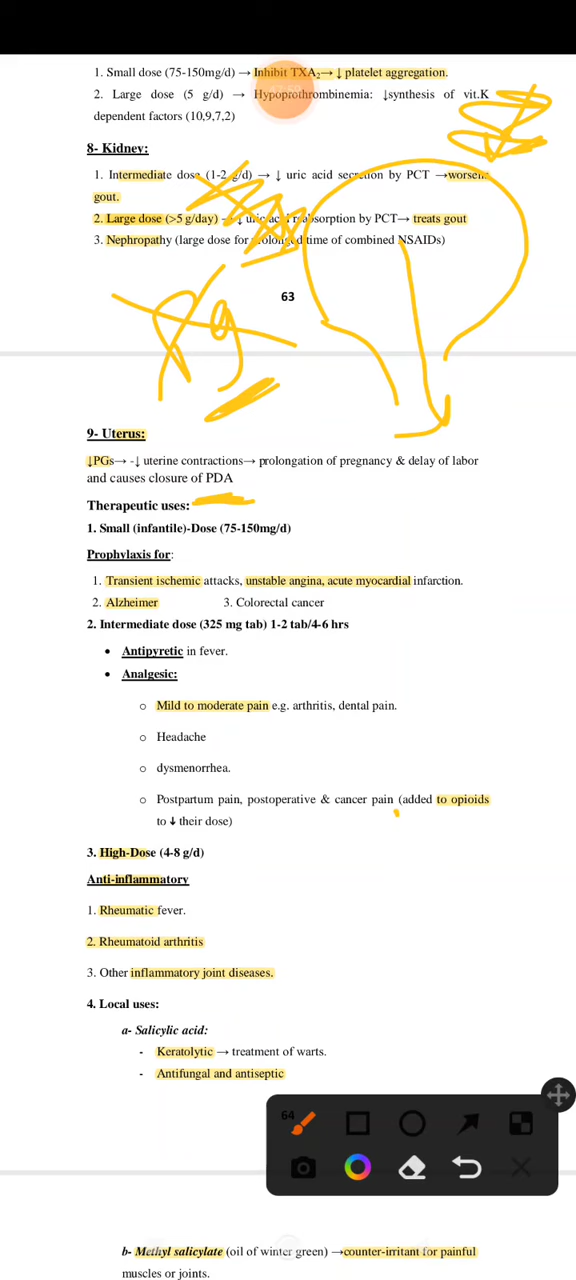 1. Small dose (75-150mg/d) → Inhibit TXA₂→ ↓ platelet aggregation.
2. Large dose (5 g/d) → Hypoprothrombinemia: ↓synthesis of vit.K
dependent factors (10,9,7,2)
8- Kidney:
1. Intermediate dose (1-2 g/d) → ↓ uric acid secretion by PCT →worsens
gout.
2. Large dose (>5 g/day) → ↓ uric acid reabsorption by PCT→ treats gout
3. Nephropathy (large dose for prolonged time of combined NSAIDs)
63
9- Uterus:
↓PGs→ -↓ uterine contractions→ prolongation of pregnancy & delay of labor
and causes closure of PDA
Therapeutic uses:
1. Small (infantile)-Dose (75-150mg/d)
Prophylaxis for:
1. Transient ischemic attacks, unstable angina, acute myocardial infarction.
2. Alzheimer 3. Colorectal cancer
2. Intermediate dose (325 mg tab) 1-2 tab/4-6 hrs
• Antipyretic in fever.
• Analgesic:
o Mild to moderate pain e.g. arthritis, dental pain.
o Headache
o dysmenorrhea.
o Postpartum pain, postoperative & cancer pain (added to opioids
to ↓ their dose)
3. High-Dose (4-8 g/d)
Anti-inflammatory
1. Rheumatic fever.
2. Rheumatoid arthritis
3. Other inflammatory joint diseases.
4. Local uses:
a- Salicylic acid:
- Keratolytic → treatment of warts.
- Antifungal and antiseptic
64
b- Methyl salicylate (oil of winter green) →counter-irritant for painful
muscles or joints.